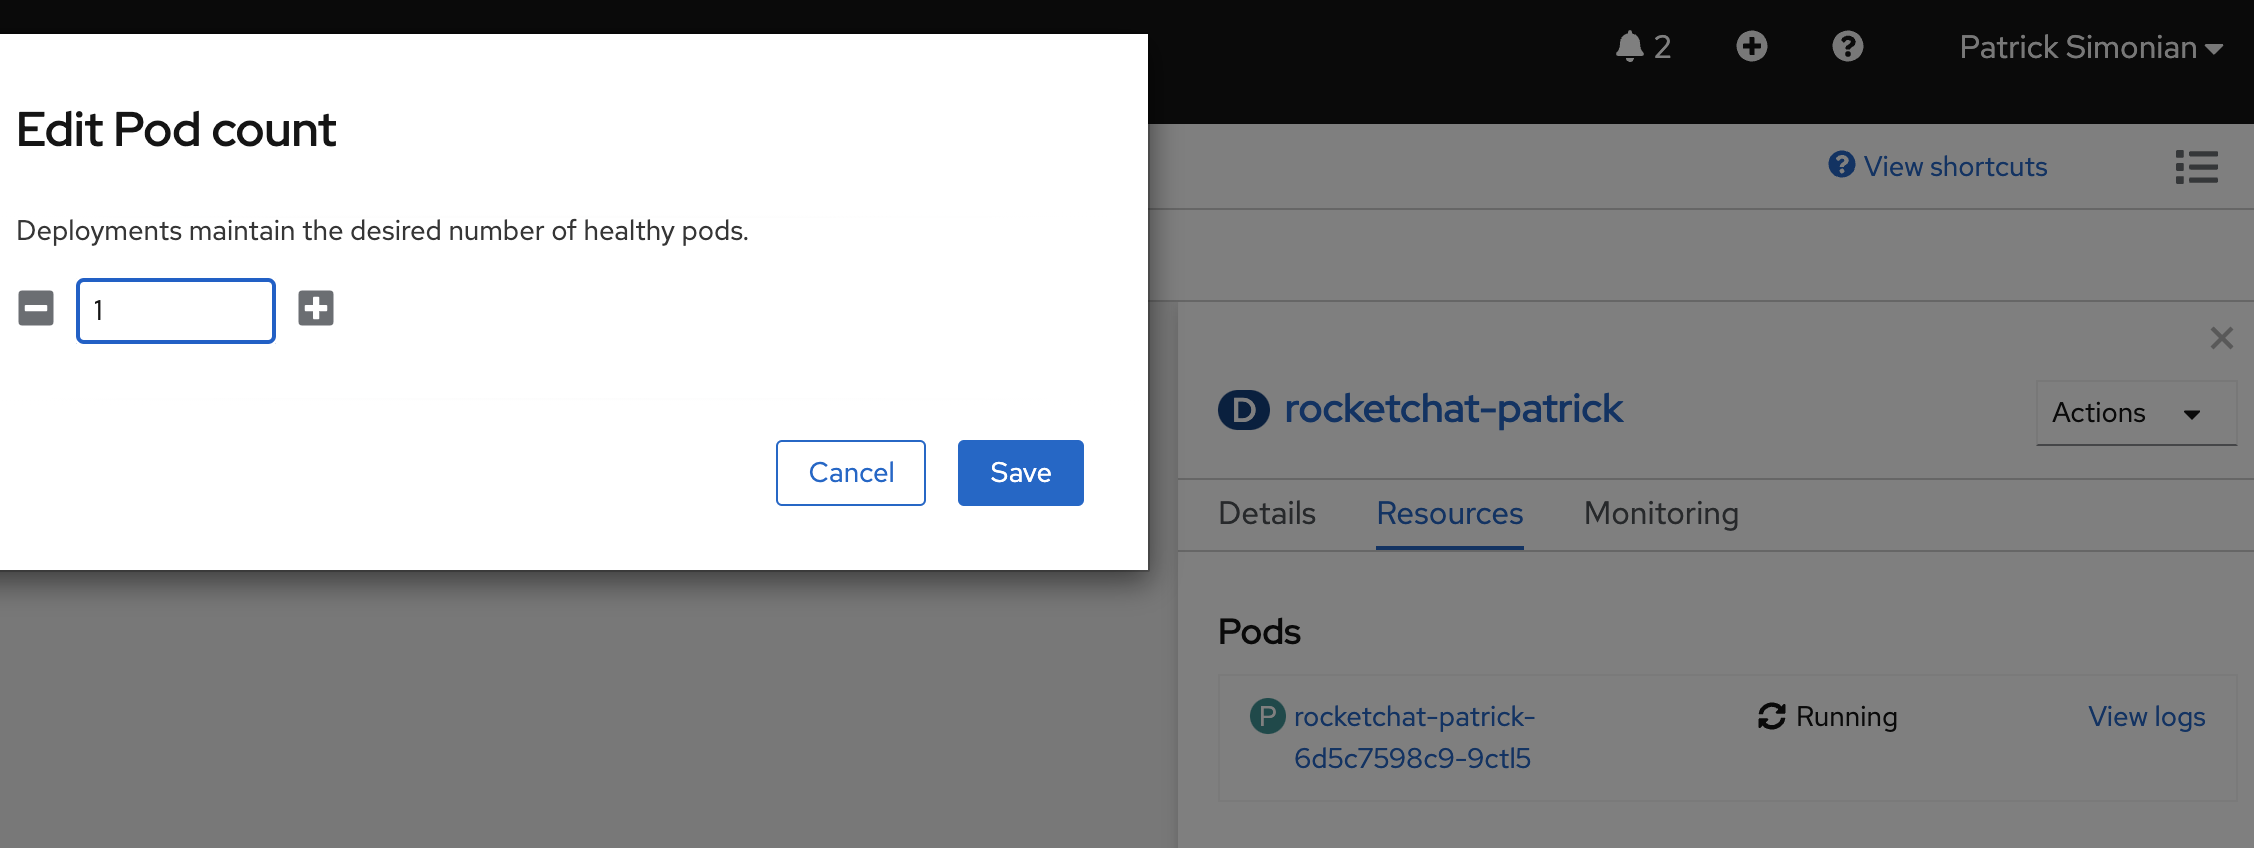 2
Patrick Simonian
Edit Pod count
View shortcuts
Deployments maintain the desired number of healthy pods.
1
Cancel
Save
D rocketchat-patrick
Actions
Details
Resources
Monitoring
Pods
P rocketchat-patrick-
6d5c7598c9-9ctl5
Running
View logs